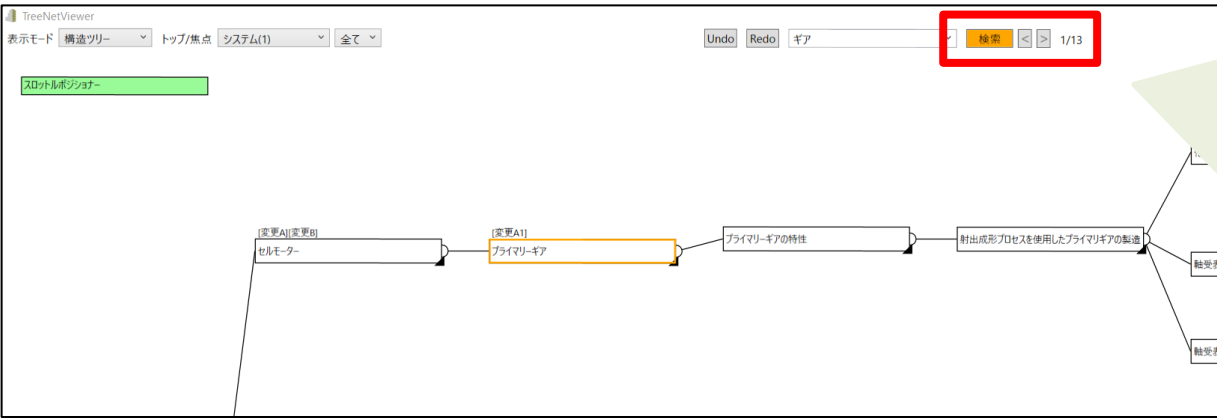 TreeNetViewer
表示モード 構造ツリー トップ/焦点 システム(1) 全て Undo Redo ギア 検索 < > 1/13
スロットルポジショナー
[変更A][変更B] [変更A1]
セルモーター プライマリーギア プライマリーギアの特性 射出成形プロセスを使用したプライマリギアの製造
軸受
軸受